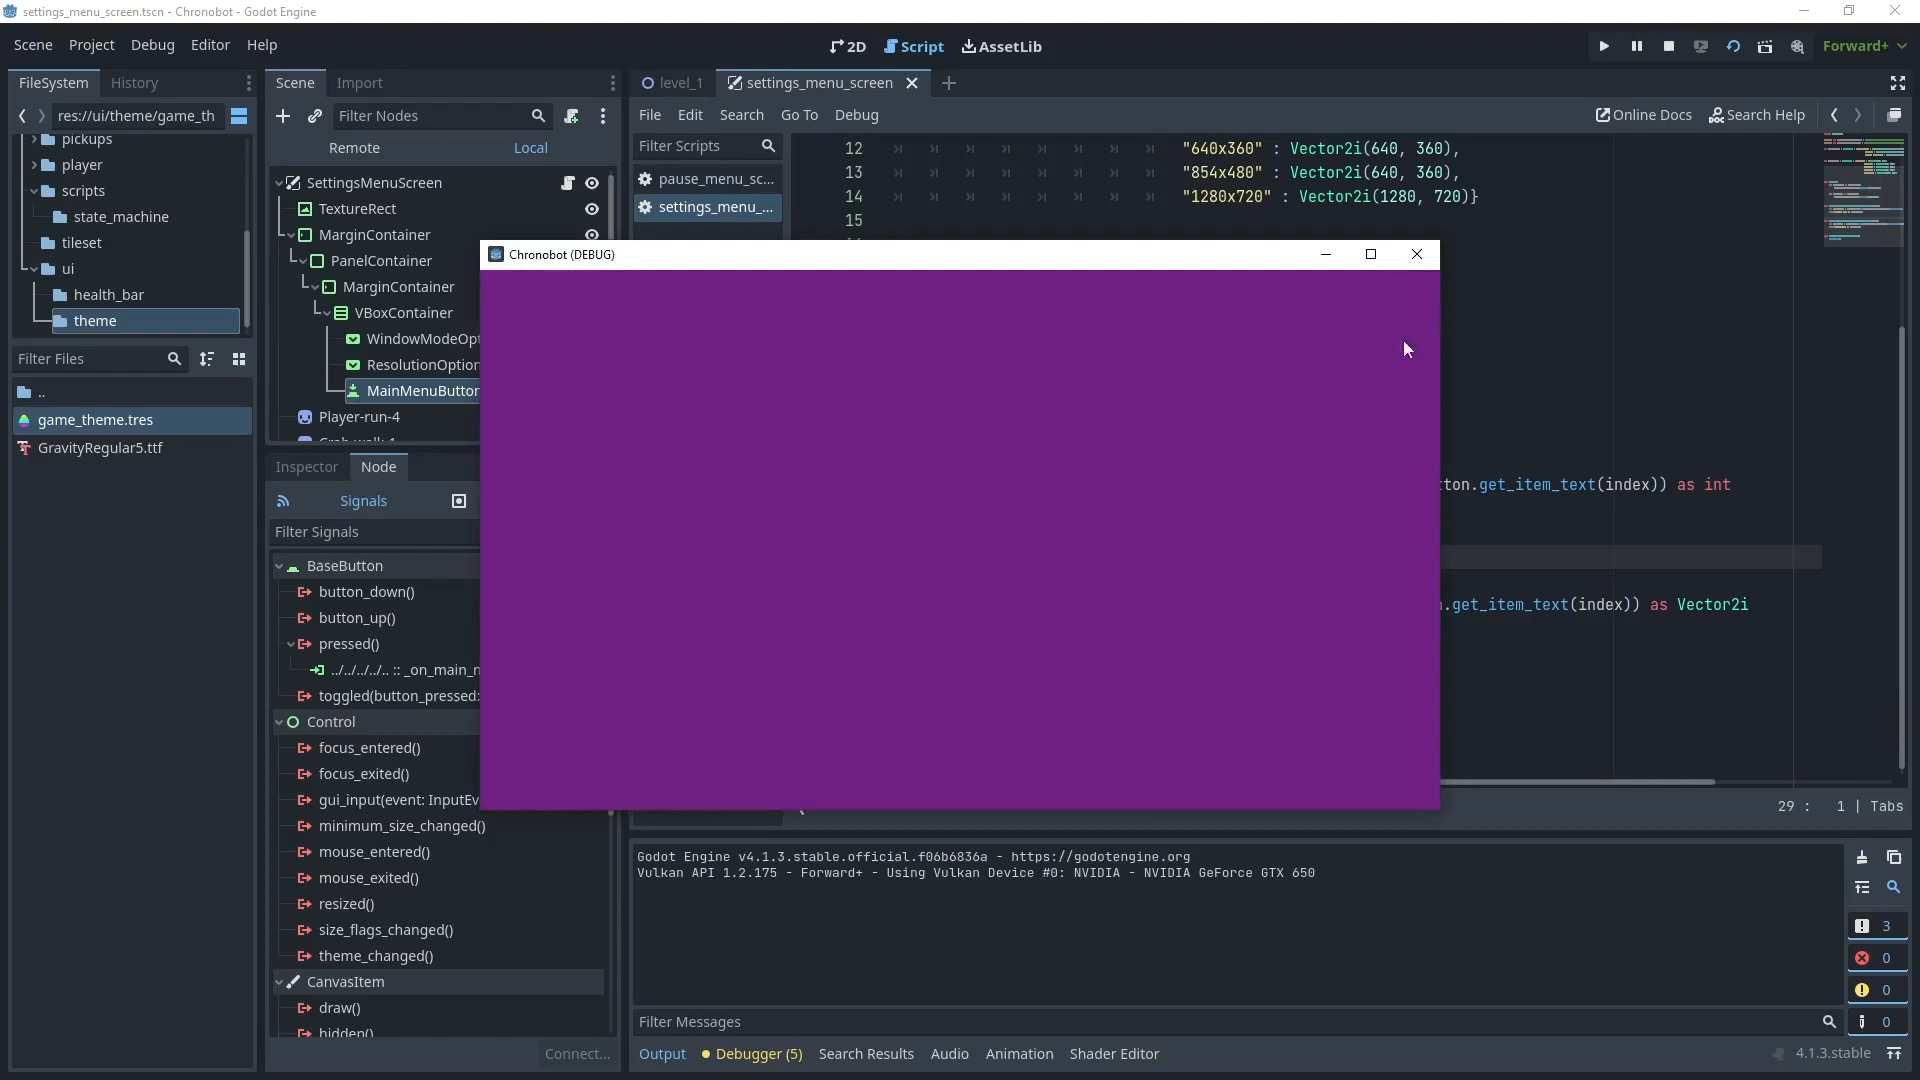 settings_menu_screen.tscn - Chronobot - Godot Engine
Scene Project Debug Editor Help
2D Script AssetLib
Forward+
FileSystem History
Scene Import
level_1 settings_menu_screen
res://ui/theme/game_th
Filter Nodes
File Edit Search Go To Debug
Online Docs Search Help
pickups
player
scripts
state_machine
tileset
ui
health_bar
theme
Filter Files
..
game_theme.tres
GravityRegular5.ttf
Remote Local
SettingsMenuScreen
TextureRect
MarginContainer
PanelContainer
MarginContainer
VBoxContainer
WindowModeOpt
ResolutionOption
MainMenuButton
Player-run-4
Inspector Node
Signals
Filter Signals
BaseButton
button_down()
button_up()
pressed()
../../../../.. :: _on_main_n
toggled(button_pressed:
Control
focus_entered()
focus_exited()
gui_input(event: InputEv
minimum_size_changed()
mouse_entered()
mouse_exited()
resized()
size_flags_changed()
theme_changed()
CanvasItem
draw()
hidden()
Connect...
Filter Scripts
pause_menu_sc...
settings_menu_...
12 "640x360" : Vector2i(640, 360),
13 "854x480" : Vector2i(640, 360),
14 "1280x720" : Vector2i(1280, 720)}
15
Chronobot (DEBUG)
ton.get_item_text(index)) as int
.get_item_text(index)) as Vector2i
29 : 1 | Tabs
Godot Engine v4.1.3.stable.official.f06b6836a - https://godotengine.org
Vulkan API 1.2.175 - Forward+ - Using Vulkan Device #0: NVIDIA - NVIDIA GeForce GTX 650
3
0
0
0
Filter Messages
Output Debugger (5) Search Results Audio Animation Shader Editor
4.1.3.stable